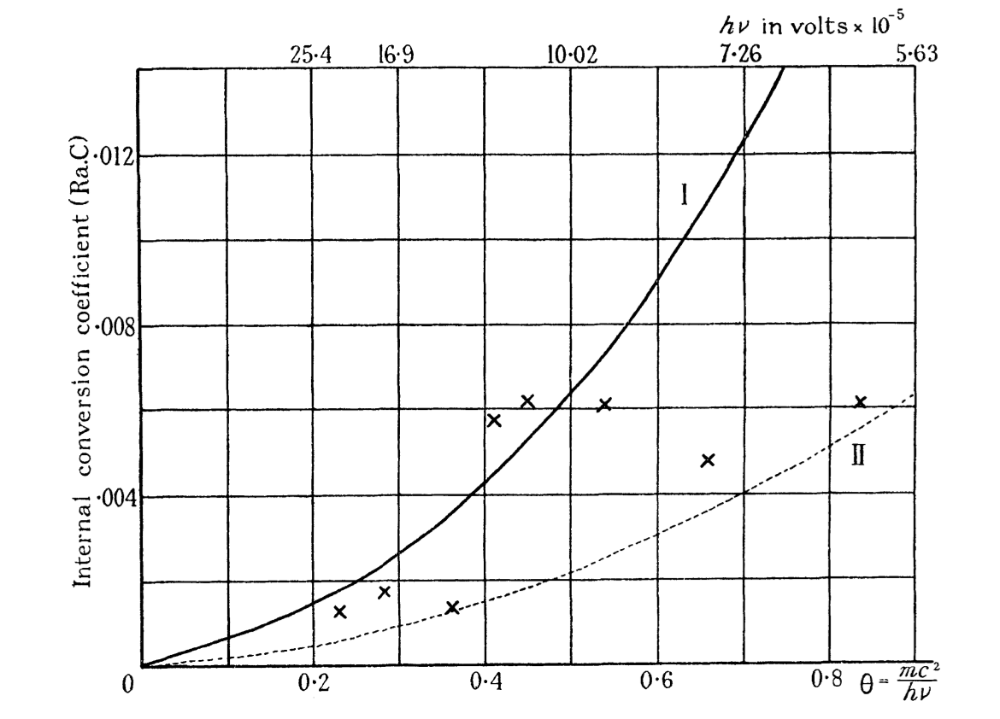 hν in volts × 10⁻⁵
25·4 16·9 10·02 7·26 5·63
Internal conversion coefficient (Ra.C)
·012
I
·008
II
·004
0 0·2 0·4 0·6 0·8 θ = mc²/hν